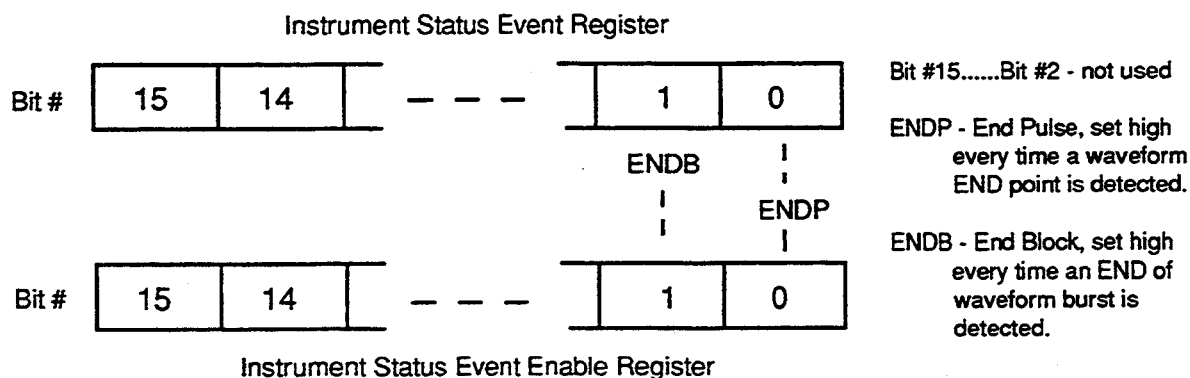 Instrument Status Event Register
Bit # 15 14 1 0
ENDB
ENDP
Bit # 15 14 1 0
Instrument Status Event Enable Register
Bit #15......Bit #2 - not used
ENDP - End Pulse, set high
every time a waveform
END point is detected.
ENDB - End Block, set high
every time an END of
waveform burst is
detected.